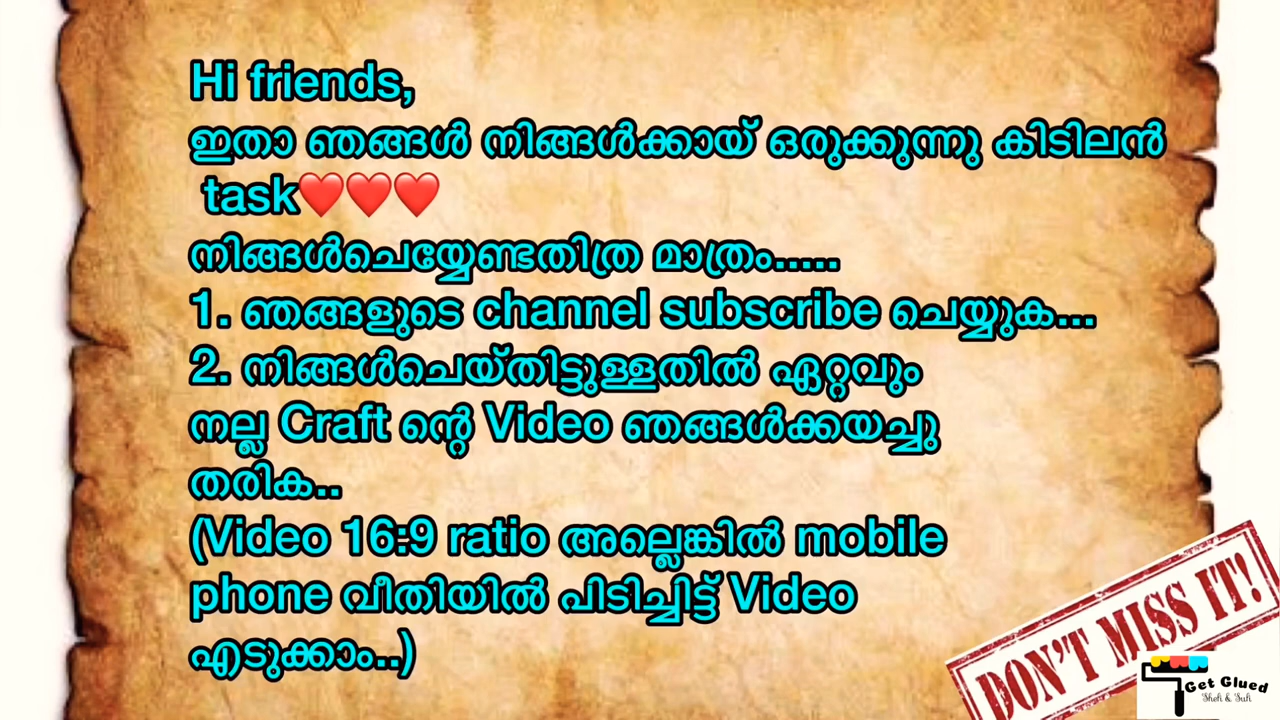 Hi friends,
ഇതാ ഞങ്ങൾ നിങ്ങൾക്കായ് ഒരുക്കുന്നു കിടിലൻ
task❤️❤️❤️
നിങ്ങൾചെയ്യേണ്ടതിത്ര മാത്രം.....
1. ഞങ്ങളുടെ channel subscribe ചെയ്യുക...
2. നിങ്ങൾചെയ്തിട്ടുള്ളതിൽ ഏറ്റവും
നല്ല Craft ന്റെ Video ഞങ്ങൾക്കയച്ചു
തരിക..
(Video 16:9 ratio അല്ലെങ്കിൽ mobile
phone വീതിയിൽ പിടിച്ചിട്ട് Video
എടുക്കാം..)
DON'T MISS IT!
Get Glued